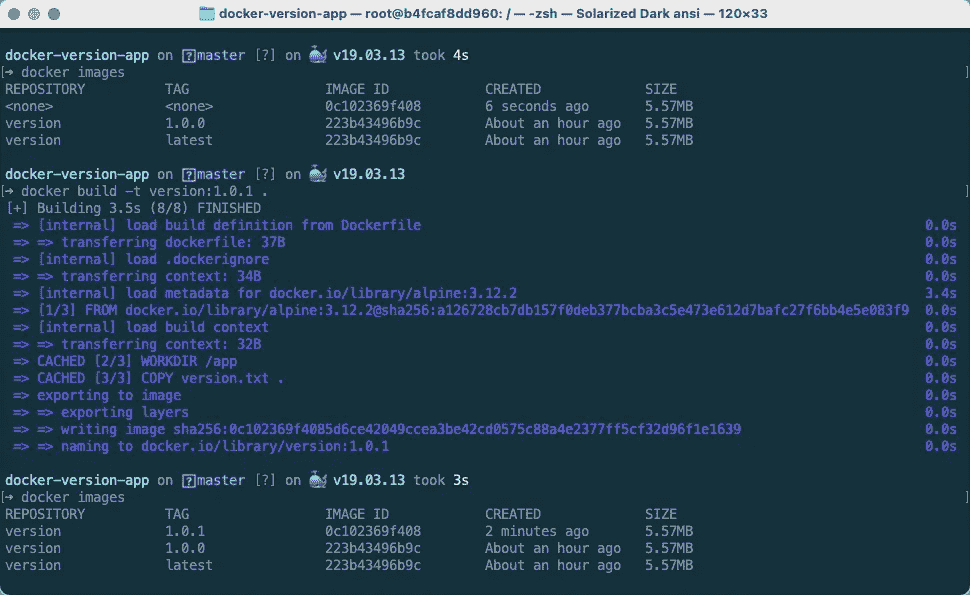 docker-version-app — root@b4fcaf8dd960: / — -zsh — Solarized Dark ansi — 120×33
docker-version-app on master [?] on 🐳 v19.03.13 took 4s
[→ docker images ]
REPOSITORY TAG IMAGE ID CREATED SIZE
<none> <none> 0c102369f408 6 seconds ago 5.57MB
version 1.0.0 223b43496b9c About an hour ago 5.57MB
version latest 223b43496b9c About an hour ago 5.57MB
docker-version-app on master [?] on 🐳 v19.03.13
[→ docker build -t version:1.0.1 . ]
[+] Building 3.5s (8/8) FINISHED
=> [internal] load build definition from Dockerfile 0.0s
=> => transferring dockerfile: 37B 0.0s
=> [internal] load .dockerignore 0.0s
=> => transferring context: 34B 0.0s
=> [internal] load metadata for docker.io/library/alpine:3.12.2 3.4s
=> [1/3] FROM docker.io/library/alpine:3.12.2@sha256:a126728cb7db157f0deb377bcba3c5e473e612d7bafc27f6bb4e5e083f9 0.0s
=> [internal] load build context 0.0s
=> => transferring context: 32B 0.0s
=> CACHED [2/3] WORKDIR /app 0.0s
=> CACHED [3/3] COPY version.txt . 0.0s
=> exporting to image 0.0s
=> => exporting layers 0.0s
=> => writing image sha256:0c102369f4085d6ce42049ccea3be42cd0575c88a4e2377ff5cf32d96f1e1639 0.0s
=> => naming to docker.io/library/version:1.0.1 0.0s
docker-version-app on master [?] on 🐳 v19.03.13 took 3s
[→ docker images ]
REPOSITORY TAG IMAGE ID CREATED SIZE
version 1.0.1 0c102369f408 2 minutes ago 5.57MB
version 1.0.0 223b43496b9c About an hour ago 5.57MB
version latest 223b43496b9c About an hour ago 5.57MB